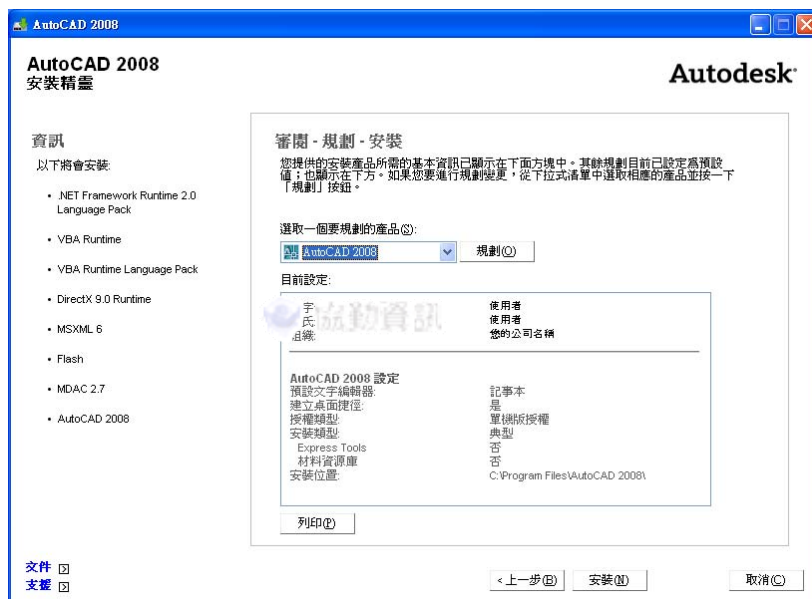 AutoCAD 2008
AutoCAD 2008
安裝精靈
Autodesk
資訊
以下將會安裝:
• .NET Framework Runtime 2.0
Language Pack
• VBA Runtime
• VBA Runtime Language Pack
• DirectX 9.0 Runtime
• MSXML 6
• Flash
• MDAC 2.7
• AutoCAD 2008
審閱 - 規劃 - 安裝
您提供的安裝產品所需的基本資訊已顯示在下面方塊中。其餘規劃目前已設定為預設
值；也顯示在下方。如果您要進行規劃變更，從下拉式清單中選取相應的產品並按一下
「規劃」按鈕。
選取一個要規劃的產品(S):
AutoCAD 2008 規劃(O)
目前設定:
字 使用者
氏 使用者
組織: 您的公司名稱
協勤資訊
AutoCAD 2008 設定
預設文字編輯器: 記事本
建立桌面捷徑: 是
授權類型: 單機版授權
安裝類型: 典型
Express Tools 否
材料資源庫 否
安裝位置: C:\Program Files\AutoCAD 2008\
列印(P)
文件
支援
<上一步(B) 安裝(N) 取消(C)